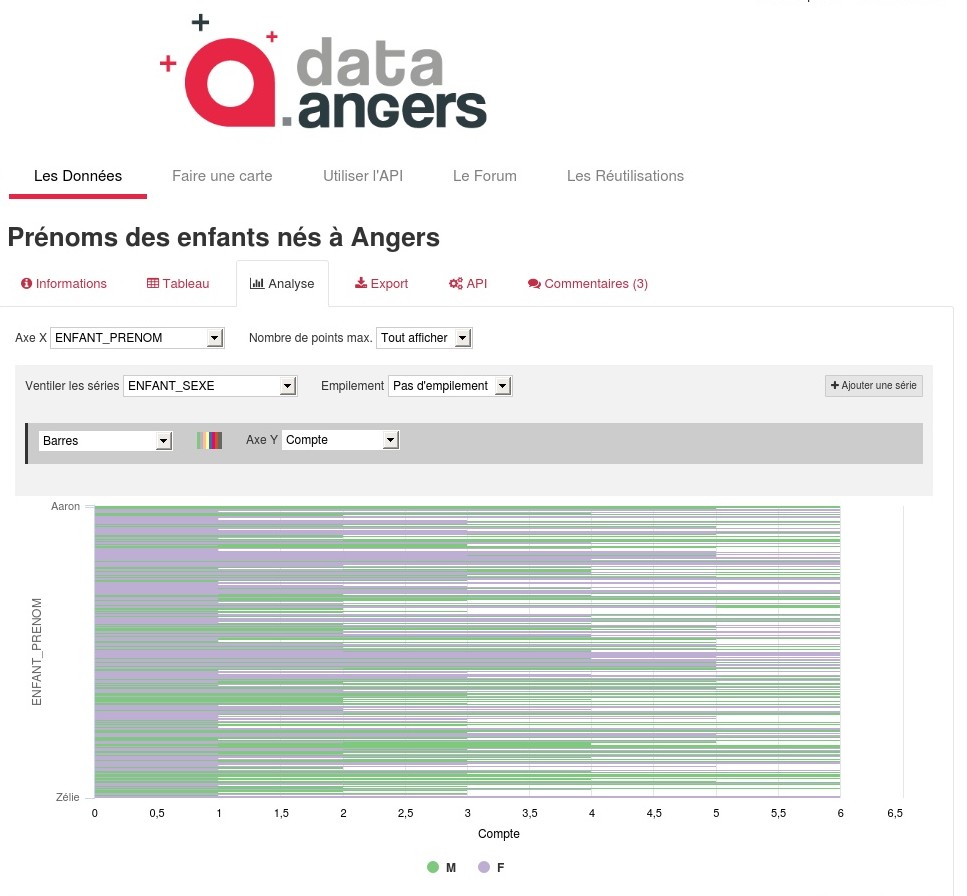 data
.angers
Les Données Faire une carte Utiliser l'API Le Forum Les Réutilisations
Prénoms des enfants nés à Angers
Informations Tableau Analyse Export API Commentaires (3)
Axe X ENFANT_PRENOM Nombre de points max. Tout afficher
Ventiler les séries ENFANT_SEXE Empilement Pas d'empilement + Ajouter une série
Barres Axe Y Compte
Aaron
ENFANT_PRENOM
Zélie
0 0,5 1 1,5 2 2,5 3 3,5 4 4,5 5 5,5 6 6,5
Compte
M F